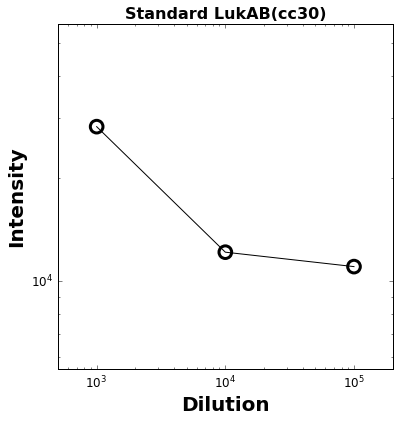 Standard LukAB(cc30)
Intensity
10⁴
10³ 10⁴ 10⁵
Dilution